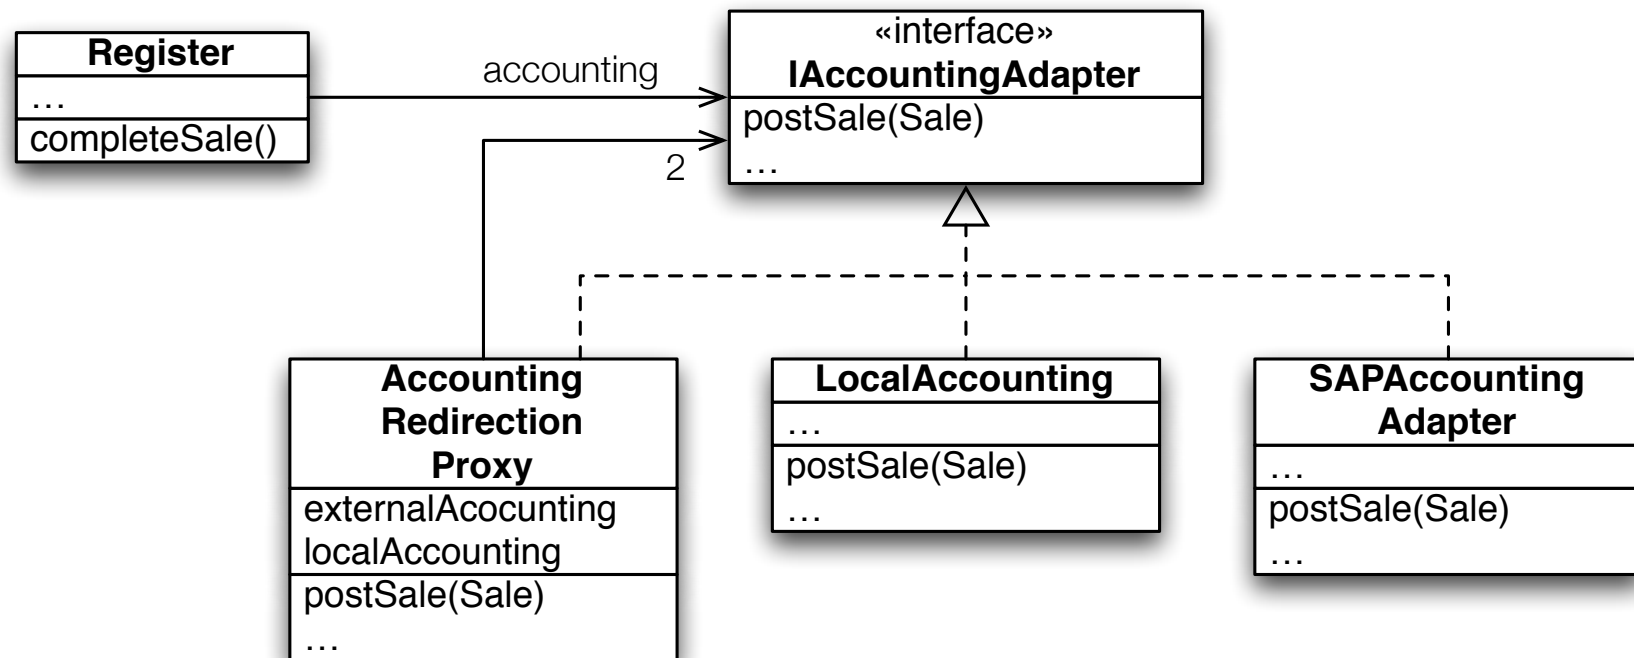 Register
…
completeSale()
accounting
2
«interface»
IAccountingAdapter
postSale(Sale)
…
Accounting
Redirection
Proxy
externalAcocunting
localAccounting
postSale(Sale)
…
LocalAccounting
…
postSale(Sale)
…
SAPAccounting
Adapter
…
postSale(Sale)
…